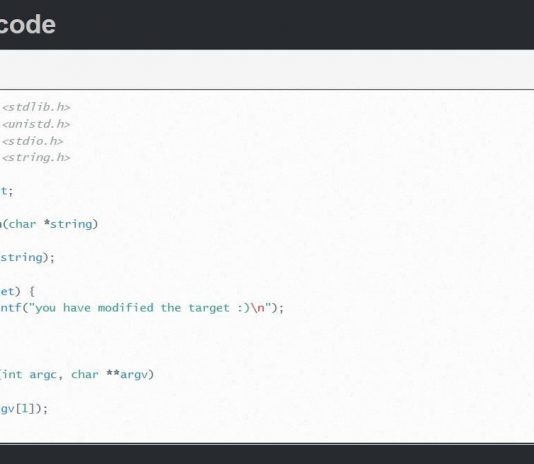 code
<stdlib.h>
<unistd.h>
<stdio.h>
<string.h>
t;
(char *string)
string);
et) {
ntf("you have modified the target :)\n");
int argc, char **argv)
gv[1]);